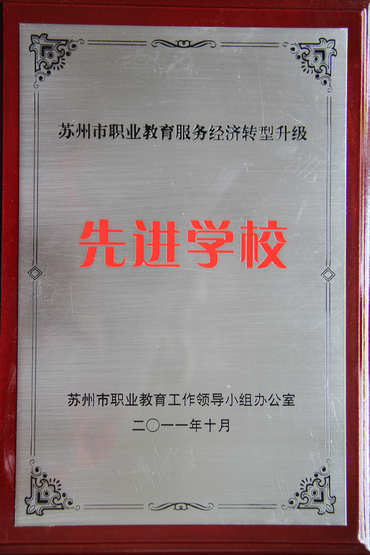 苏州市职业教育服务经济转型升级
先进学校
苏州市职业教育工作领导小组办公室
二〇一一年十月